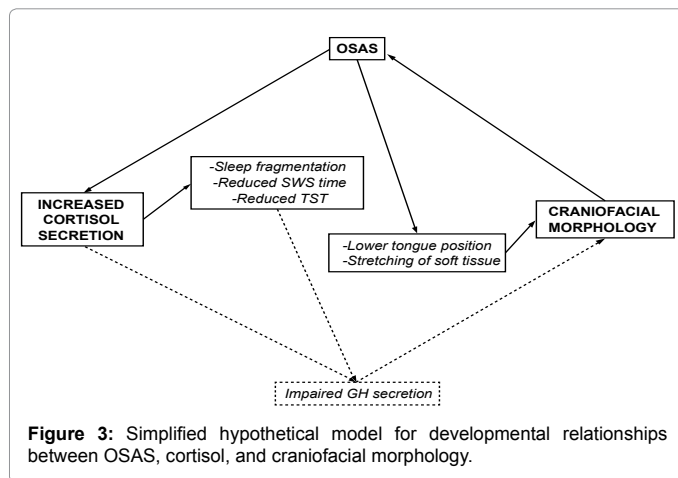 OSAS
-Sleep fragmentation
-Reduced SWS time
-Reduced TST
INCREASED
CORTISOL
SECRETION
CRANIOFACIAL
MORPHOLOGY
-Lower tongue position
-Stretching of soft tissue
Impaired GH secretion
Figure 3: Simplified hypothetical model for developmental relationships
between OSAS, cortisol, and craniofacial morphology.